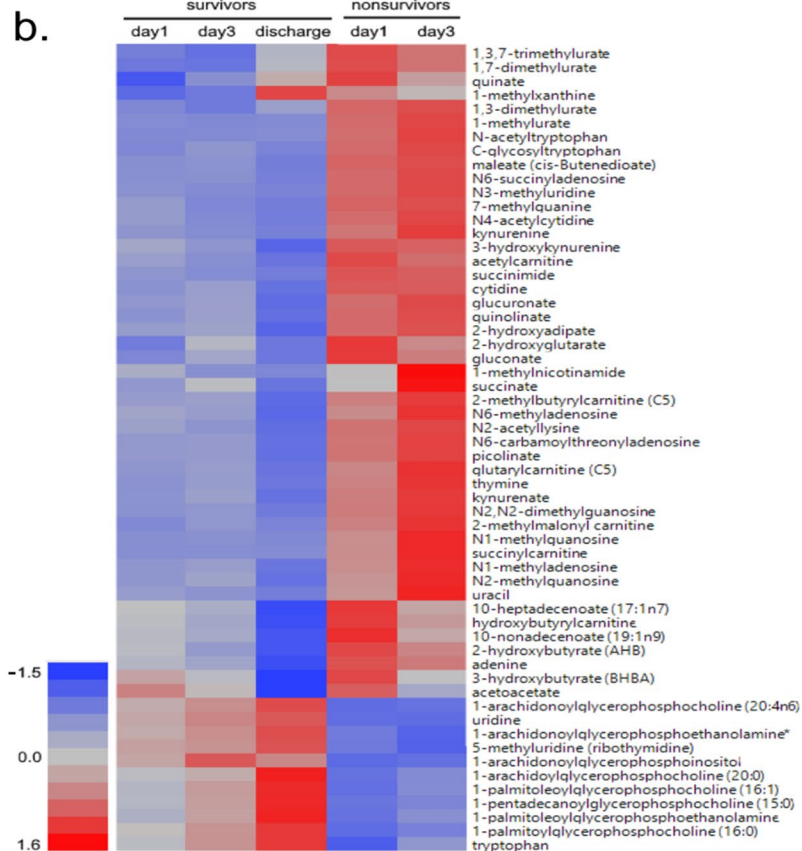 b.
survivors nonsurvivors
day1 day3 discharge day1 day3
1,3,7-trimethylurate
1,7-dimethylurate
quinate
1-methylxanthine
1,3-dimethylurate
1-methylurate
N-acetyltryptophan
C-glycosyltryptophan
maleate (cis-Butenedioate)
N6-succinyladenosine
N3-methyluridine
7-methylguanine
N4-acetylcytidine
kynurenine
3-hydroxykynurenine
acetylcarnitine
succinimide
cytidine
glucuronate
quinolinate
2-hydroxyadipate
2-hydroxyglutarate
gluconate
1-methylnicotinamide
succinate
2-methylbutyrylcarnitine (C5)
N6-methyladenosine
N2-acetyllysine
N6-carbamoylthreonyladenosine
picolinate
glutarylcarnitine (C5)
thymine
kynurenate
N2,N2-dimethylguanosine
2-methylmalonyl carnitine
N1-methylguanosine
succinylcarnitine
N1-methyladenosine
N2-methylguanosine
uracil
10-heptadecenoate (17:1n7)
hydroxybutyrylcarnitine
10-nonadecenoate (19:1n9)
2-hydroxybutyrate (AHB)
adenine
3-hydroxybutyrate (BHBA)
acetoacetate
1-arachidonoylglycerophosphocholine (20:4n6)
uridine
1-arachidonoylglycerophosphoethanolamine*
5-methyluridine (ribothymidine)
1-arachidonoylglycerophosphoinositol
1-arachidoylglycerophosphocholine (20:0)
1-palmitoleoylglycerophosphocholine (16:1)
1-pentadecanoylglycerophosphocholine (15:0)
1-palmitoleoylglycerophosphoethanolamine
1-palmitoylglycerophosphocholine (16:0)
tryptophan
-1.5
0.0
1.6